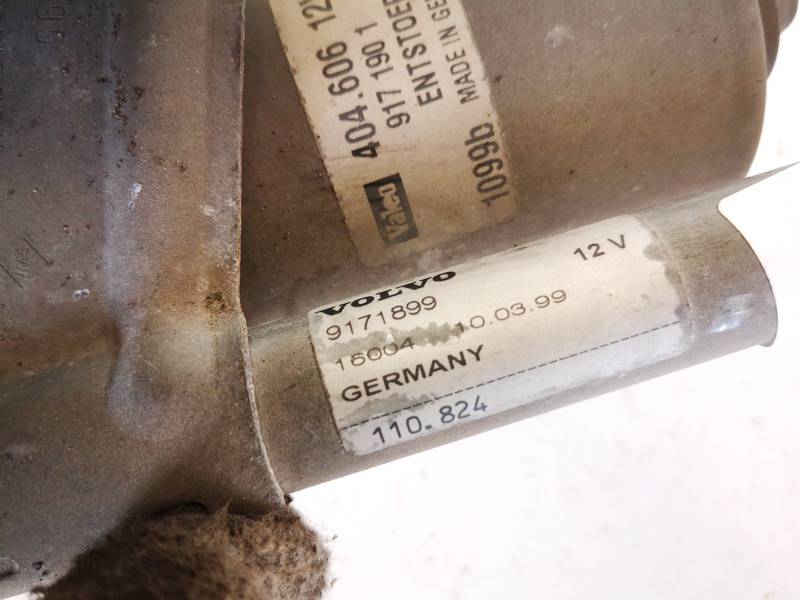 404.606 12V
917 190 1
ENTSTOE
MADE IN GE
1099b
Valeo
VOLVO
12 V
9171899
16004 10.03.99
GERMANY
110.824